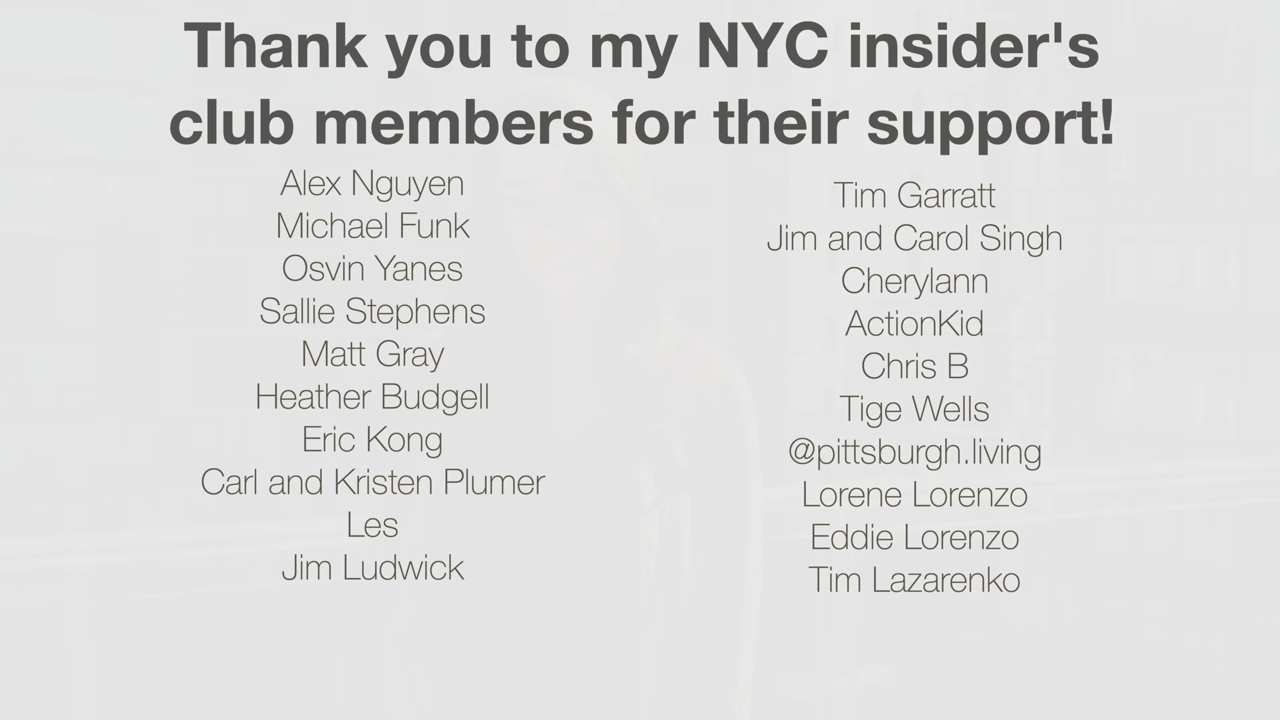 Thank you to my NYC insider's
club members for their support!
Alex Nguyen
Michael Funk
Osvin Yanes
Sallie Stephens
Matt Gray
Heather Budgell
Eric Kong
Carl and Kristen Plumer
Les
Jim Ludwick
Tim Garratt
Jim and Carol Singh
Cherylann
ActionKid
Chris B
Tige Wells
@pittsburgh.living
Lorene Lorenzo
Eddie Lorenzo
Tim Lazarenko